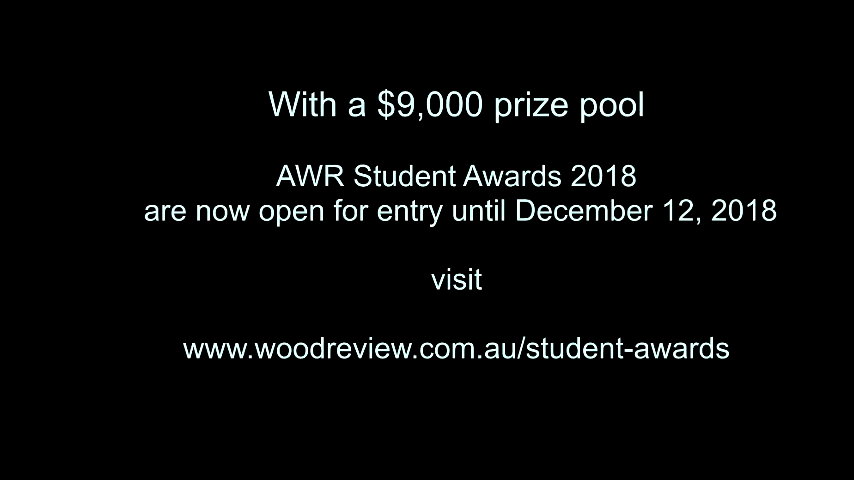 With a $9,000 prize pool
AWR Student Awards 2018
are now open for entry until December 12, 2018
visit
www.woodreview.com.au/student-awards